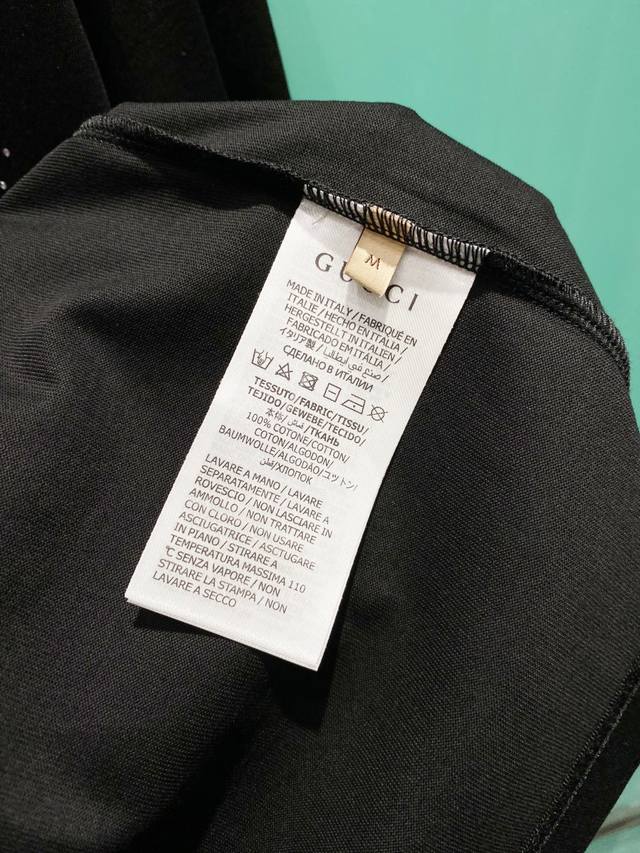 GUCCI
M
MADE IN ITALY / FABRIQUÉ EN
ITALIE / HECHO EN ITALIA /
HERGESTELLT IN ITALIEN /
FABRICADO EM ITÁLIA /
イタリア製 / صنع في إيطاليا /
СДЕЛАНО В ИТАЛИИ
TESSUTO/FABRIC/TISSU/
TEJIDO/GEWEBE/TECIDO/
本体/قماش/ТКАНЬ
100% COTONE/COTTON/
COTON/ALGODON/
BAUMWOLLE/ALGODÃO/コットン/
قطن/ХЛОПОК
LAVARE A MANO / LAVARE
SEPARATAMENTE / LAVARE A
ROVESCIO / NON LASCIARE IN
AMMOLLO / NON TRATTARE
CON CLORO / NON USARE
ASCIUGATRICE / ASCTUGARE
IN PIANO / STIRARE A
TEMPERATURA MASSIMA 110
°C SENZA VAPORE / NON
STIRARE LA STAMPA / NON
LAVARE A SECCO